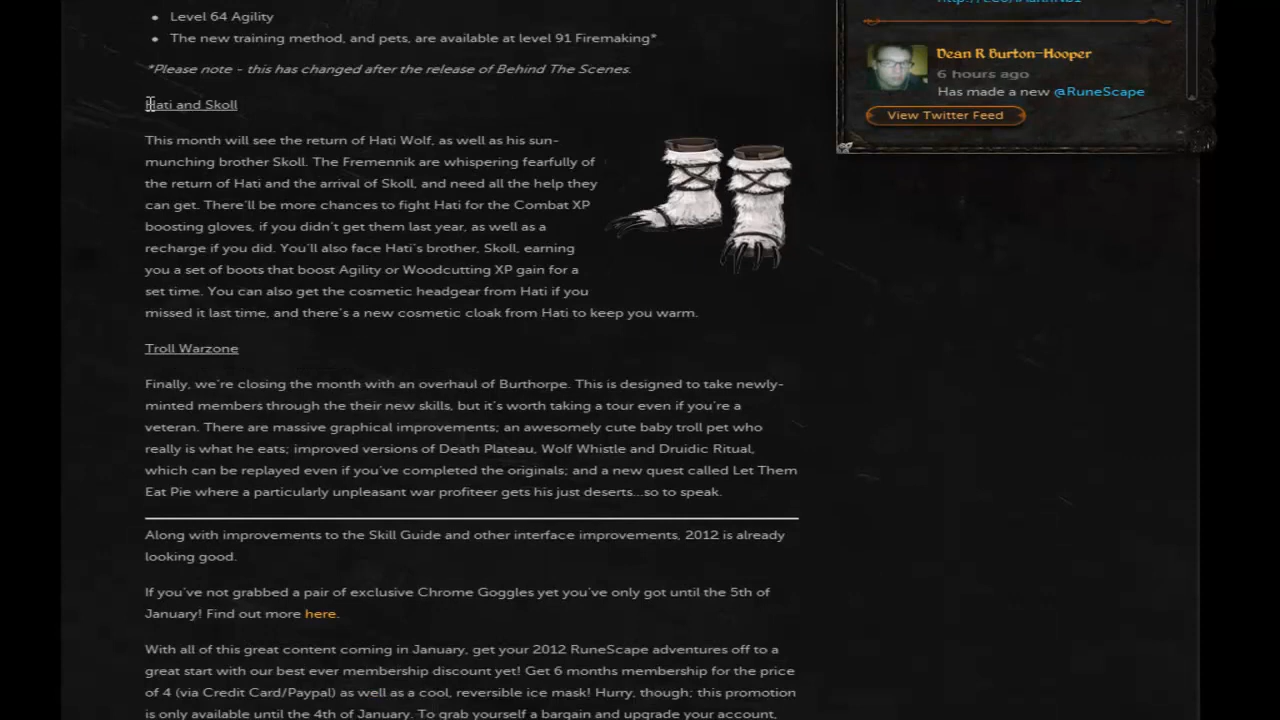 Level 64 Agility
The new training method, and pets, are available at level 91 Firemaking*
*Please note - this has changed after the release of Behind The Scenes.
Hati and Skoll
This month will see the return of Hati Wolf, as well as his sun-
munching brother Skoll. The Fremennik are whispering fearfully of
the return of Hati and the arrival of Skoll, and need all the help they
can get. There'll be more chances to fight Hati for the Combat XP
boosting gloves, if you didn't get them last year, as well as a
recharge if you did. You'll also face Hati's brother, Skoll, earning
you a set of boots that boost Agility or Woodcutting XP gain for a
set time. You can also get the cosmetic headgear from Hati if you
missed it last time, and there's a new cosmetic cloak from Hati to keep you warm.
Troll Warzone
Finally, we're closing the month with an overhaul of Burthorpe. This is designed to take newly-
minted members through the their new skills, but it's worth taking a tour even if you're a
veteran. There are massive graphical improvements; an awesomely cute baby troll pet who
really is what he eats; improved versions of Death Plateau, Wolf Whistle and Druidic Ritual,
which can be replayed even if you've completed the originals; and a new quest called Let Them
Eat Pie where a particularly unpleasant war profiteer gets his just deserts...so to speak.
Along with improvements to the Skill Guide and other interface improvements, 2012 is already
looking good.
If you've not grabbed a pair of exclusive Chrome Goggles yet you've only got until the 5th of
January! Find out more here.
With all of this great content coming in January, get your 2012 RuneScape adventures off to a
great start with our best ever membership discount yet! Get 6 months membership for the price
of 4 (via Credit Card/Paypal) as well as a cool, reversible ice mask! Hurry, though; this promotion
is only available until the 4th of January. To grab yourself a bargain and upgrade your account,
Dean R Burton-Hooper
6 hours ago
Has made a new @RuneScape
View Twitter Feed